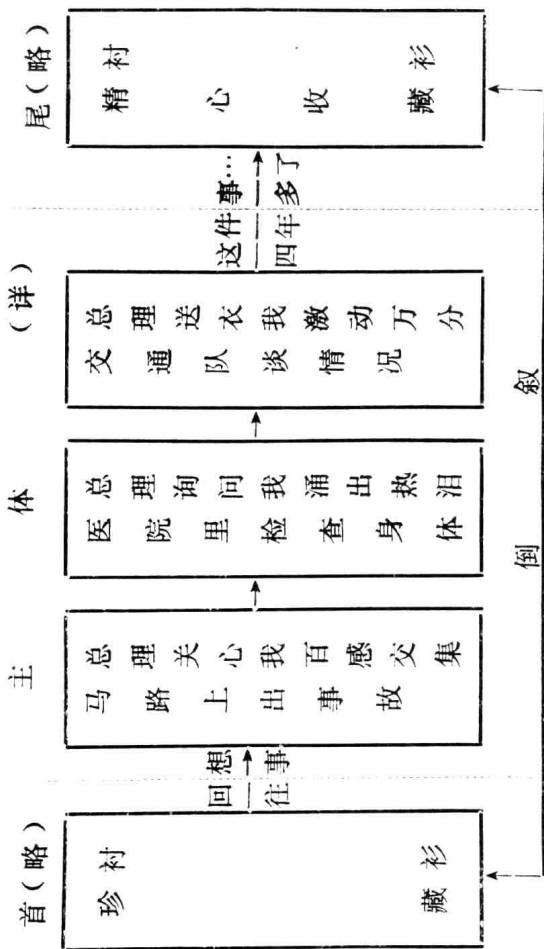 首（略）
主
体
（详）
尾（略）
珍藏
衬衫
回想
往事
马路上出事故
总理关心我百感交集
医院里检查身体
总理询问我涌出热泪
交通队谈情况
总理送衣我激动万分
这件事…
四年多了
精心收藏
衬衫
倒叙